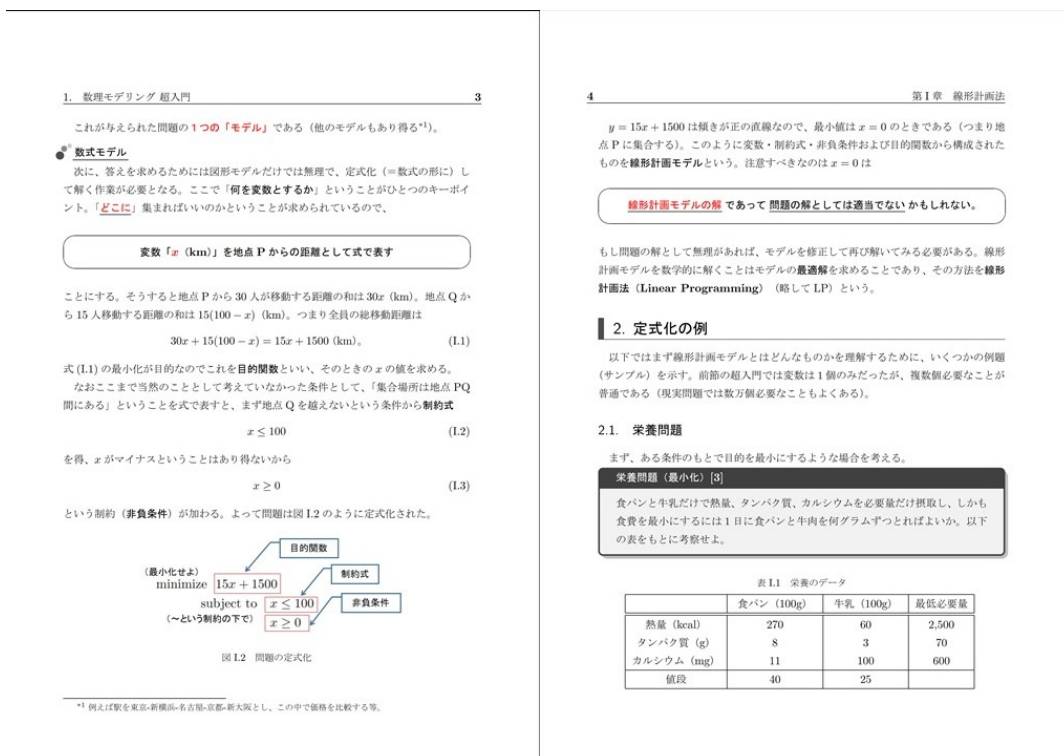 1. 数理モデリング 超入門 3
これが与えられた問題の1つの「モデル」である（他のモデルもあり得る*1）。
数式モデル
次に、答えを求めるためには図形モデルだけでは無理で、定式化（＝数式の形に）し
て解く作業が必要となる。ここで「何を変数とするか」ということがひとつのキーポイ
ント。「どこに」集まればいいのかということが求められているので、
変数「x（km）」を地点 P からの距離として式で表す
ことにする。そうすると地点 P から 30 人が移動する距離の和は 30x（km）。地点 Q か
ら 15 人移動する距離の和は 15(100 − x)（km）。つまり全員の総移動距離は
30x + 15(100 − x) = 15x + 1500 (km)。 (I.1)
式 (I.1) の最小化が目的なのでこれを目的関数といい、そのときの x の値を求める。
なおここまで当然のこととして考えていなかった条件として、「集合場所は地点 PQ
間にある」ということを式で表すと、まず地点 Q を越えないという条件から制約式
x ≤ 100 (I.2)
を得、x がマイナスということはあり得ないから
x ≥ 0 (I.3)
という制約（非負条件）が加わる。よって問題は図 I.2 のように定式化された。
目的関数
（最小化せよ）
制約式
minimize 15x + 1500
subject to x ≤ 100
非負条件
（〜という制約の下で）
x ≥ 0
図 I.2 問題の定式化
*1 例えば駅を東京-新横浜-名古屋-京都-新大阪とし、この中で価格を比較する等。
4 第 I 章 線形計画法
y = 15x + 1500 は傾きが正の直線なので、最小値は x = 0 のときである（つまり地
点 P に集合する）。このように変数・制約式・非負条件および目的関数から構成された
ものを線形計画モデルという。注意すべきなのは x = 0 は
線形計画モデルの解 であって 問題の解としては適当でない かもしれない。
もし問題の解として無理があれば、モデルを修正して再び解いてみる必要がある。線形
計画モデルを数学的に解くことはモデルの最適解を求めることであり、その方法を線形
計画法（Linear Programming）（略して LP）という。
2. 定式化の例
以下ではまず線形計画モデルとはどんなものかを理解するために、いくつかの例題
（サンプル）を示す。前節の超入門では変数は 1 個のみだったが、複数個必要なことが
普通である（現実問題では数万個必要なこともよくある）。
2.1. 栄養問題
まず、ある条件のもとで目的を最小にするような場合を考える。
栄養問題（最小化）[3]
食パンと牛乳だけで熱量、タンパク質、カルシウムを必要量だけ摂取し、しかも
食費を最小にするには 1 日に食パンと牛肉を何グラムずつとればよいか。以下
の表をもとに考察せよ。
表 I.1 栄養のデータ
食パン（100g） 牛乳（100g） 最低必要量
熱量（kcal） 270 60 2,500
タンパク質（g） 8 3 70
カルシウム（mg） 11 100 600
値段 40 25